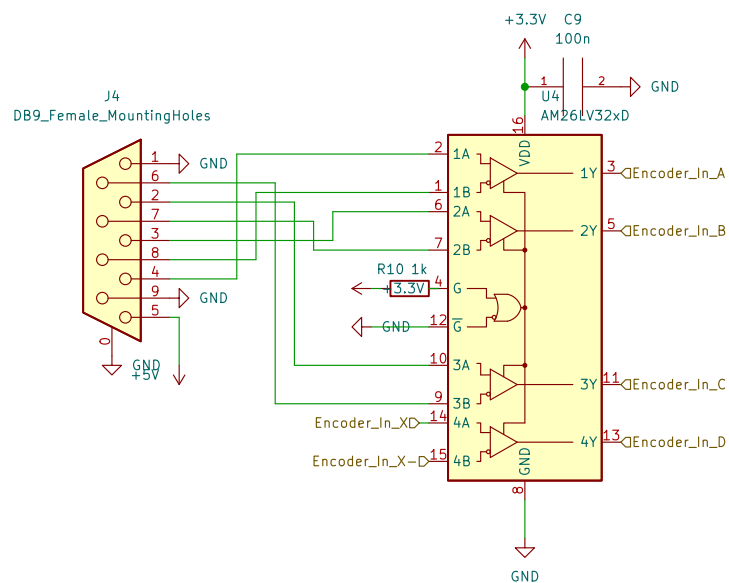 +3.3V
C9
100n
1
2
GND
U4
AM26LV32xD
16
VDD
J4
DB9_Female_MountingHoles
1
GND
6
2
7
3
8
4
9
GND
5
0
GND
+5V
2
1A
1Y
3
Encoder_In_A
1
1B
6
2A
2Y
5
Encoder_In_B
7
2B
R10 1k
+3.3V
4
G
GND
12
G
10
3A
3Y
11
Encoder_In_C
9
3B
Encoder_In_X
14
4A
4Y
13
Encoder_In_D
Encoder_In_X-
15
4B
GND
8
GND